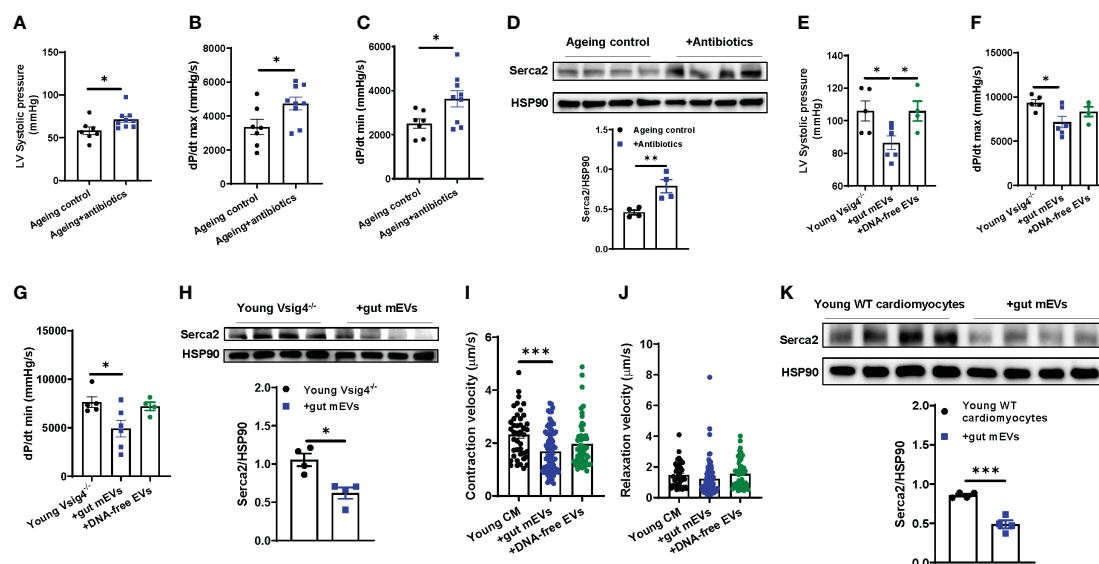 A
LV Systolic pressure
(mmHg)
150
100
50
0
*
Ageing control
Ageing+antibiotics
B
dP/dt max (mmHg/s)
8000
6000
4000
2000
0
*
Ageing control
Ageing+antibiotics
C
dP/dt min (mmHg/s)
6000
4000
2000
0
*
Ageing control
Ageing+antibiotics
D
Ageing control
+Antibiotics
Serca2
HSP90
Ageing control
+Antibiotics
Serca2/HSP90
1.5
1.0
0.5
0.0
**
E
LV Systolic pressure
(mmHg)
140
120
100
80
60
* *
Young Vsig4-/-
+gut mEVs
+DNA-free EVs
F
dP/dt max (mmHg/s)
15000
10000
5000
0
*
Young Vsig4-/-
+gut mEVs
+DNA-free EVs
G
dP/dt min (mmHg/s)
15000
10000
5000
0
*
Young Vsig4-/-
+gut mEVs
+DNA-free EVs
H
Young Vsig4-/-
+gut mEVs
Serca2
HSP90
Young Vsig4-/-
+gut mEVs
Serca2/HSP90
2.0
1.5
1.0
0.5
0.0
*
I
Contraction velocity (µm/s)
6
4
2
0
***
Young CM
+gut mEVs
+DNA-free EVs
J
Relaxation velocity (µm/s)
10
8
6
4
2
0
Young CM
+gut mEVs
+DNA-free EVs
K
Young WT cardiomyocytes
+gut mEVs
Serca2
HSP90
Young WT
cardiomyocytes
+gut mEVs
Serca2/HSP90
2.0
1.5
1.0
0.5
0.0
***